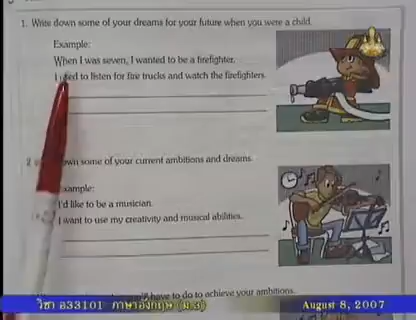 1. Write down some of your dreams for your future when you were a child.
Example:
When I was seven, I wanted to be a firefighter.
I used to listen for fire trucks and watch the firefighters.
2 down some of your current ambitions and dreams.
Example:
I'd like to be a musician.
I want to use my creativity and musical abilities.
have to do to achieve your ambitions.
วิชา อ33101 ภาษาอังกฤษ (ม.3) August 8, 2007